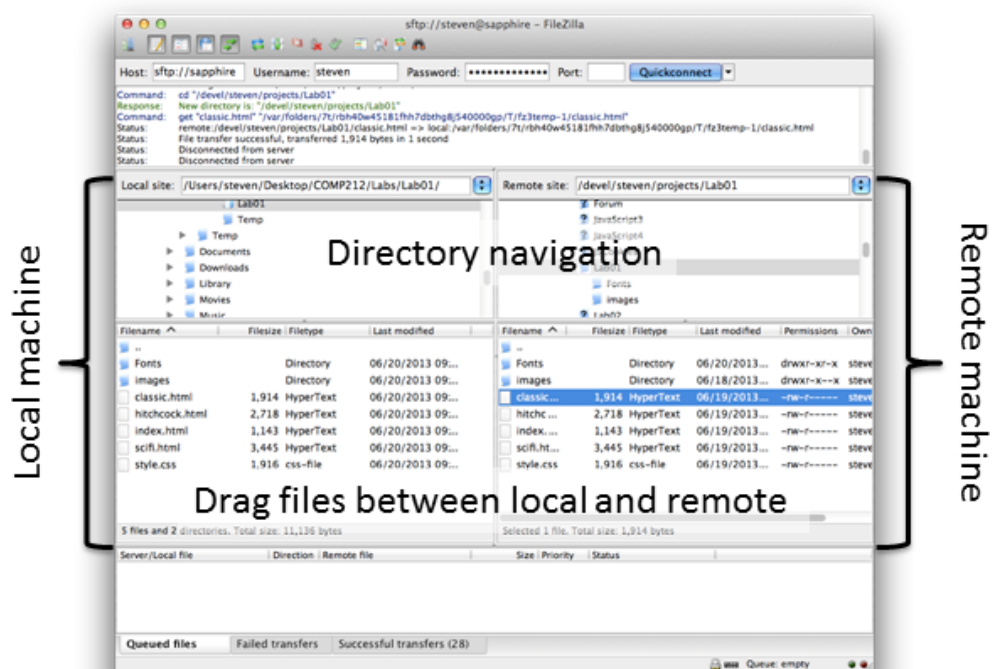 sftp://steven@sapphire - FileZilla
Host: sftp://sapphire Username: steven Password: ••••••••••••• Port: Quickconnect
Command: cd "/devel/steven/projects/Lab01"
Response: New directory is: "/devel/steven/projects/Lab01"
Command: get "classic.html" "/var/folders/7t/rbh40w45181fhh7dbthg8j540000gp/T/fz3temp-1/classic.html"
Status: remote:/devel/steven/projects/Lab01/classic.html => local:/var/folders/7t/rbh40w45181fhh7dbthg8j540000gp/T/fz3temp-1/classic.html
Status: File transfer successful, transferred 1,914 bytes in 1 second
Status: Disconnected from server
Status: Disconnected from server
Local machine
Local site: /Users/steven/Desktop/COMP212/Labs/Lab01/
Lab01
Temp
Temp
Documents
Downloads
Library
Movies
Music
Remote site: /devel/steven/projects/Lab01
Forum
JavaScript3
JavaScript4
Lab01
Fonts
images
Lab02
Directory navigation
Remote machine
Filename Filesize Filetype Last modified
..
Fonts Directory 06/20/2013 09:...
images Directory 06/20/2013 09:...
classic.html 1,914 HyperText 06/20/2013 09:...
hitchcock.html 2,718 HyperText 06/20/2013 09:...
index.html 1,143 HyperText 06/20/2013 09:...
scifi.html 3,445 HyperText 06/20/2013 09:...
style.css 1,916 css-file 06/20/2013 09:...
5 files and 2 directories. Total size: 11,136 bytes
Filename Filesize Filetype Last modified Permissions Own
..
Fonts Directory 06/20/2013... drwxr-xr-x steve
images Directory 06/18/2013... drwxr-x--x steve
classic... 1,914 HyperText 06/19/2013... -rw-r----- steve
hitchc... 2,718 HyperText 06/19/2013... -rw-r----- steve
index.... 1,143 HyperText 06/19/2013... -rw-r----- steve
scifi.ht... 3,445 HyperText 06/19/2013... -rw-r----- steve
style.css 1,916 css-file 06/19/2013... -rw-r----- steve
Selected 1 file. Total size: 1,914 bytes
Drag files between local and remote
Server/Local file Direction Remote file Size Priority Status
Queued files Failed transfers Successful transfers (28)
Queue: empty